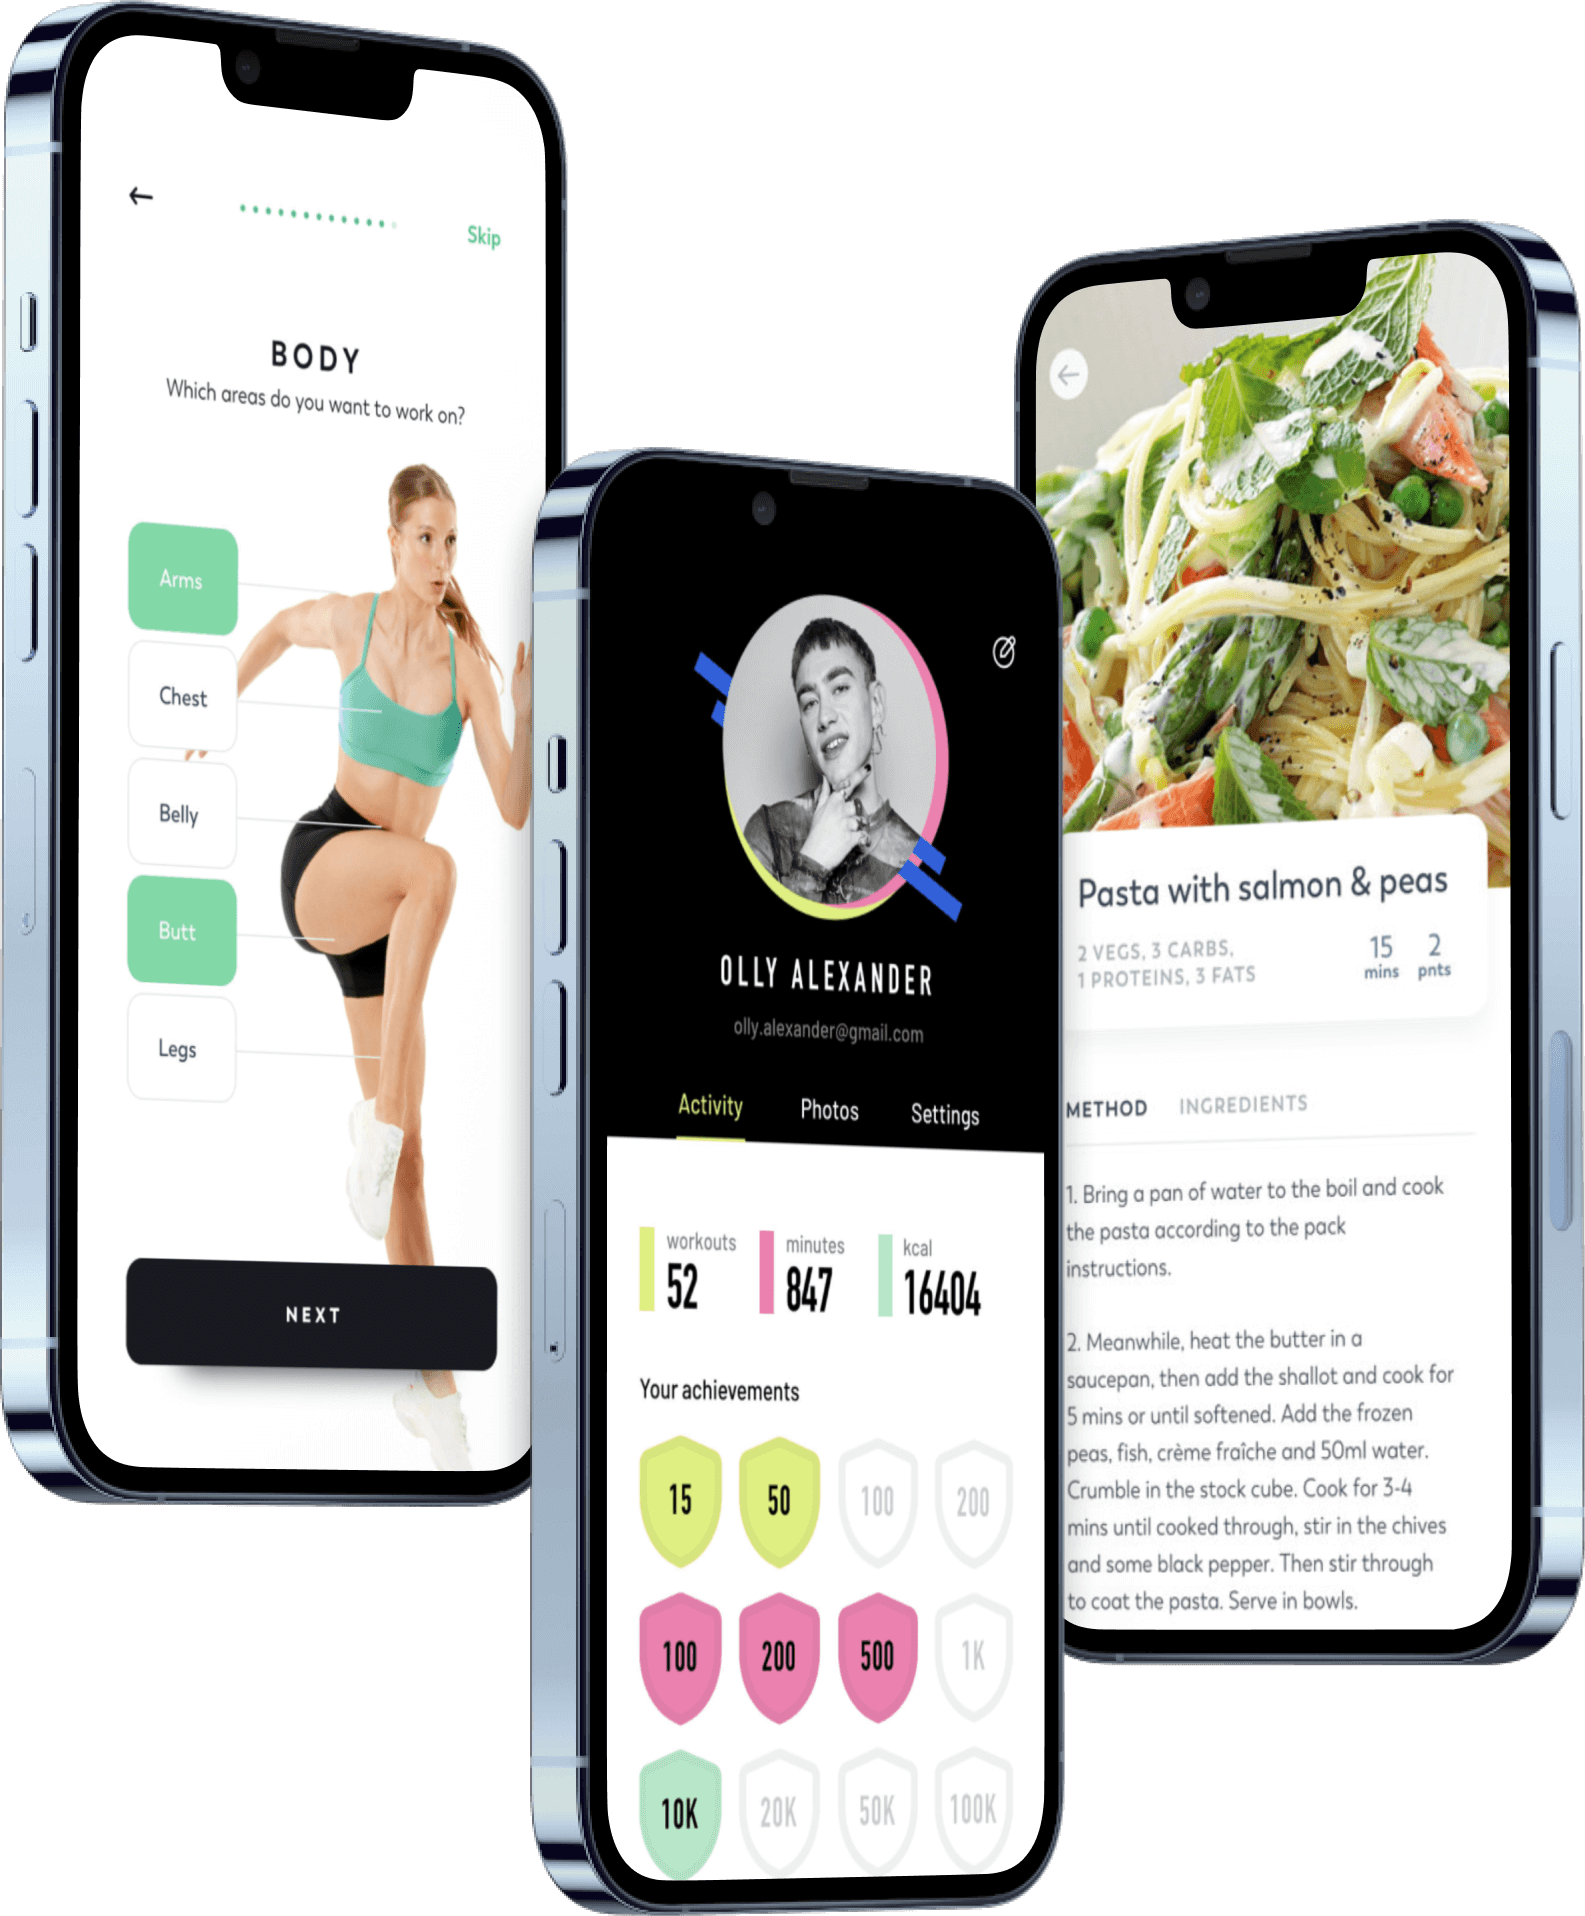 Skip
BODY
Which areas do you want to work on?
Arms
Chest
Belly
Butt
Legs
NEXT
OLLY ALEXANDER
olly.alexander@gmail.com
Activity Photos Settings
workouts minutes kcal
52 847 16404
Your achievements
15 50 100 200
100 200 500 1K
10K 20K 50K 100K
Pasta with salmon & peas
2 VEGS, 3 CARBS,
1 PROTEINS, 3 FATS
15 2
mins pnts
METHOD INGREDIENTS
1. Bring a pan of water to the boil and cook
the pasta according to the pack
instructions.
2. Meanwhile, heat the butter in a
saucepan, then add the shallot and cook for
5 mins or until softened. Add the frozen
peas, fish, crème fraîche and 50ml water.
Crumble in the stock cube. Cook for 3-4
mins until cooked through, stir in the chives
and some black pepper. Then stir through
to coat the pasta. Serve in bowls.